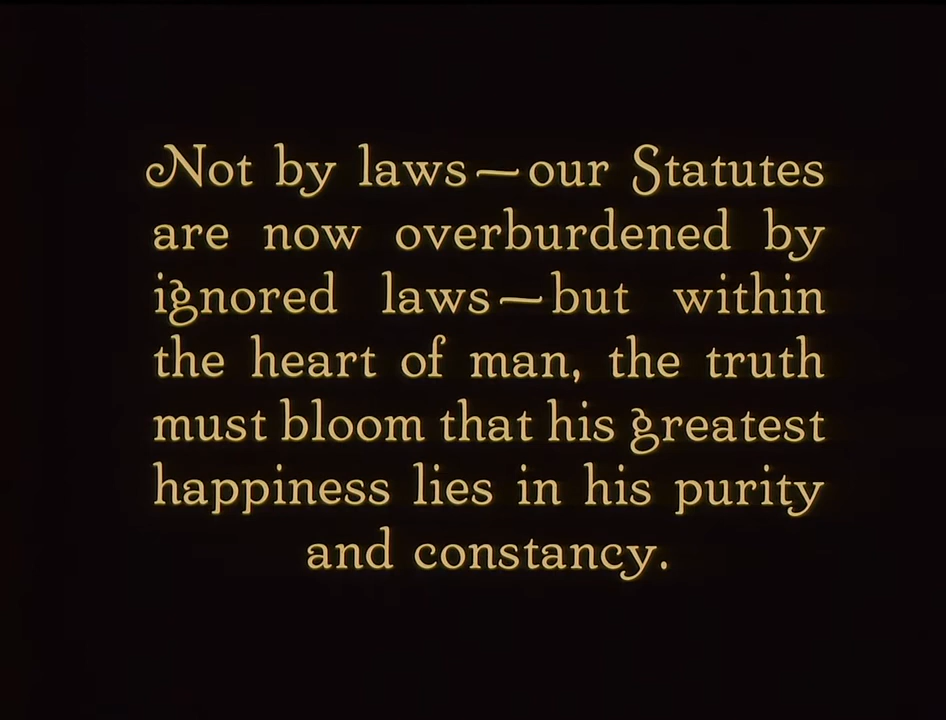 Not by laws—our Statutes
are now overburdened by
ignored laws—but within
the heart of man, the truth
must bloom that his greatest
happiness lies in his purity
and constancy.